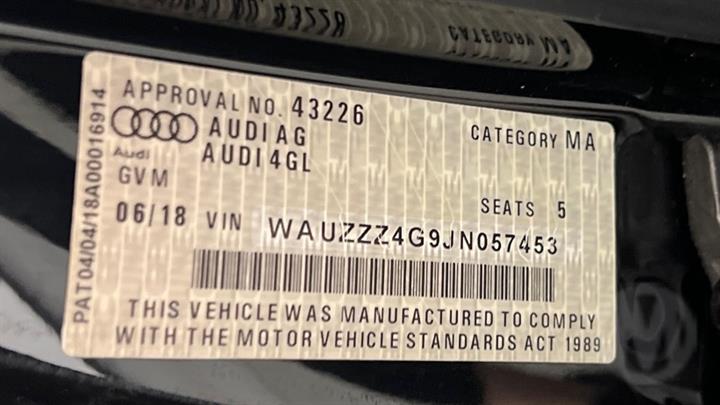 APPROVAL NO. 43226
AUDI AG
CATEGORY MA
Audi
AUDI 4GL
GVM
SEATS 5
06/18 VIN WAUZZZ4G9JN057453
THIS VEHICLE WAS MANUFACTURED TO COMPLY
WITH THE MOTOR VEHICLE STANDARDS ACT 1989
PAT04/04/18A00016914